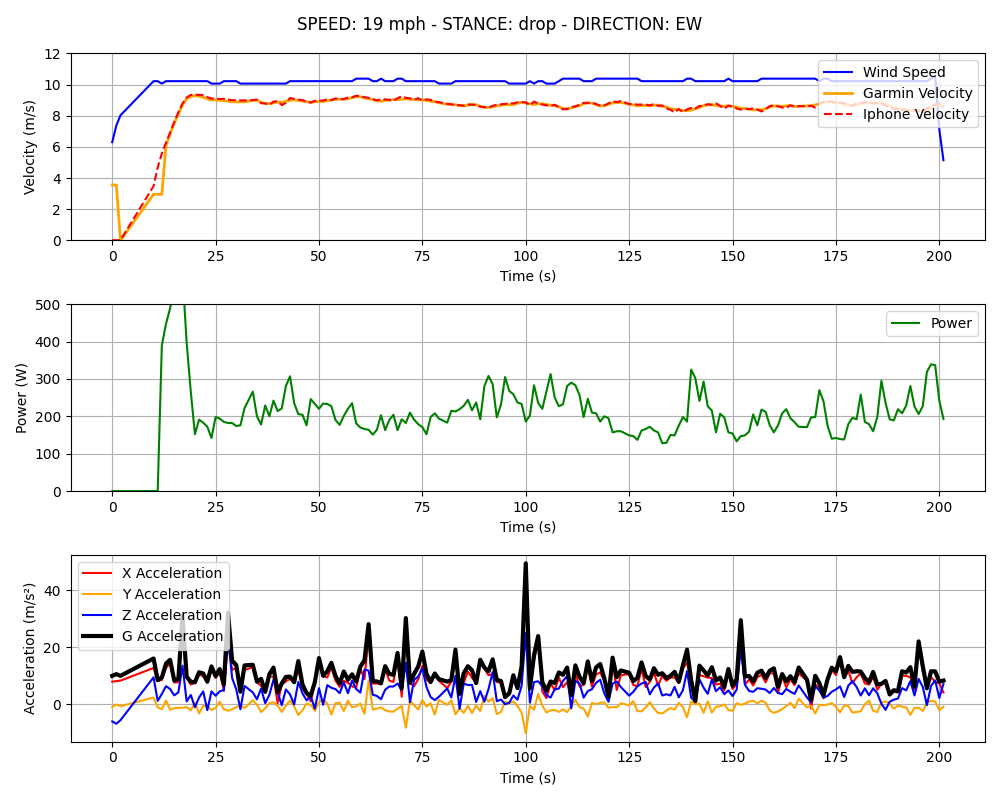 SPEED: 19 mph - STANCE: drop - DIRECTION: EW
12
10
8
6
4
2
0
Velocity (m/s)
Wind Speed
Garmin Velocity
Iphone Velocity
0 25 50 75 100 125 150 175 200
Time (s)
500
400
300
200
100
0
Power (W)
Power
0 25 50 75 100 125 150 175 200
Time (s)
40
20
0
Acceleration (m/s²)
X Acceleration
Y Acceleration
Z Acceleration
G Acceleration
0 25 50 75 100 125 150 175 200
Time (s)